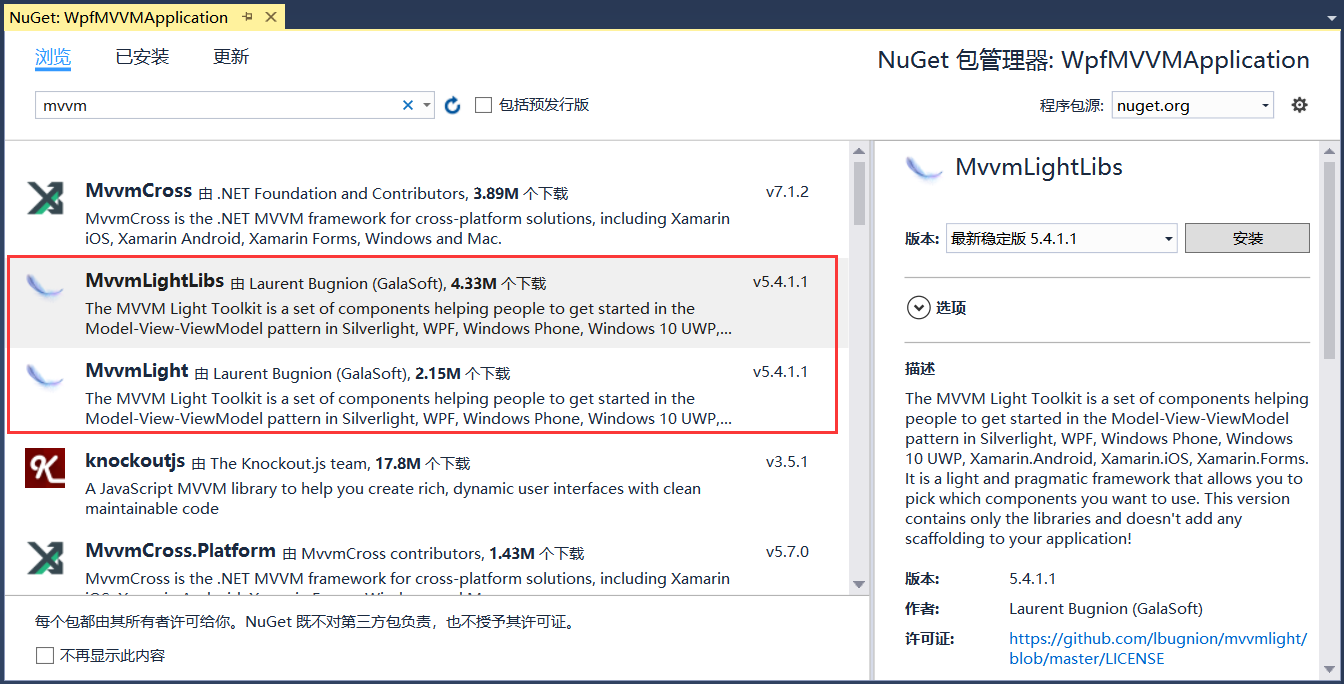 NuGet: WpfMVVMApplication
浏览 已安装 更新
NuGet 包管理器: WpfMVVMApplication
mvvm
包括预发行版
程序包源: nuget.org
MvvmCross 由 .NET Foundation and Contributors, 3.89M 个下载 v7.1.2
MvvmCross is the .NET MVVM framework for cross-platform solutions, including Xamarin
iOS, Xamarin Android, Xamarin Forms, Windows and Mac.
MvvmLightLibs 由 Laurent Bugnion (GalaSoft), 4.33M 个下载 v5.4.1.1
The MVVM Light Toolkit is a set of components helping people to get started in the
Model-View-ViewModel pattern in Silverlight, WPF, Windows Phone, Windows 10 UWP,...
MvvmLight 由 Laurent Bugnion (GalaSoft), 2.15M 个下载 v5.4.1.1
The MVVM Light Toolkit is a set of components helping people to get started in the
Model-View-ViewModel pattern in Silverlight, WPF, Windows Phone, Windows 10 UWP,...
knockoutjs 由 The Knockout.js team, 17.8M 个下载 v3.5.1
A JavaScript MVVM library to help you create rich, dynamic user interfaces with clean
maintainable code
MvvmCross.Platform 由 MvvmCross contributors, 1.43M 个下载 v5.7.0
MvvmCross is the .NET MVVM framework for cross-platform solutions, including Xamarin
每个包都由其所有者许可给你。NuGet 既不对第三方包负责，也不授予其许可证。
不再显示此内容
MvvmLightLibs
版本: 最新稳定版 5.4.1.1 安装
选项
描述
The MVVM Light Toolkit is a set of components helping
people to get started in the Model-View-ViewModel
pattern in Silverlight, WPF, Windows Phone, Windows
10 UWP, Xamarin.Android, Xamarin.iOS, Xamarin.Forms.
It is a light and pragmatic framework that allows you to
pick which components you want to use. This version
contains only the libraries and doesn't add any
scaffolding to your application!
版本: 5.4.1.1
作者: Laurent Bugnion (GalaSoft)
许可证: https://github.com/lbugnion/mvvmlight/
blob/master/LICENSE